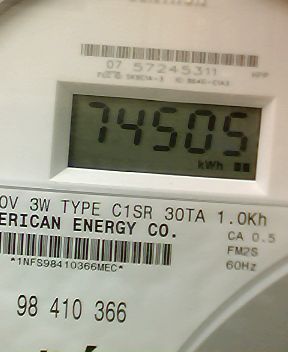 07 57245311
74505
kWh
0V 3W TYPE C1SR 30TA 1.0Kh
ERICAN ENERGY CO.
CA 0.5
FM2S
60Hz
*1NFS98410366MEC*
98 410 366